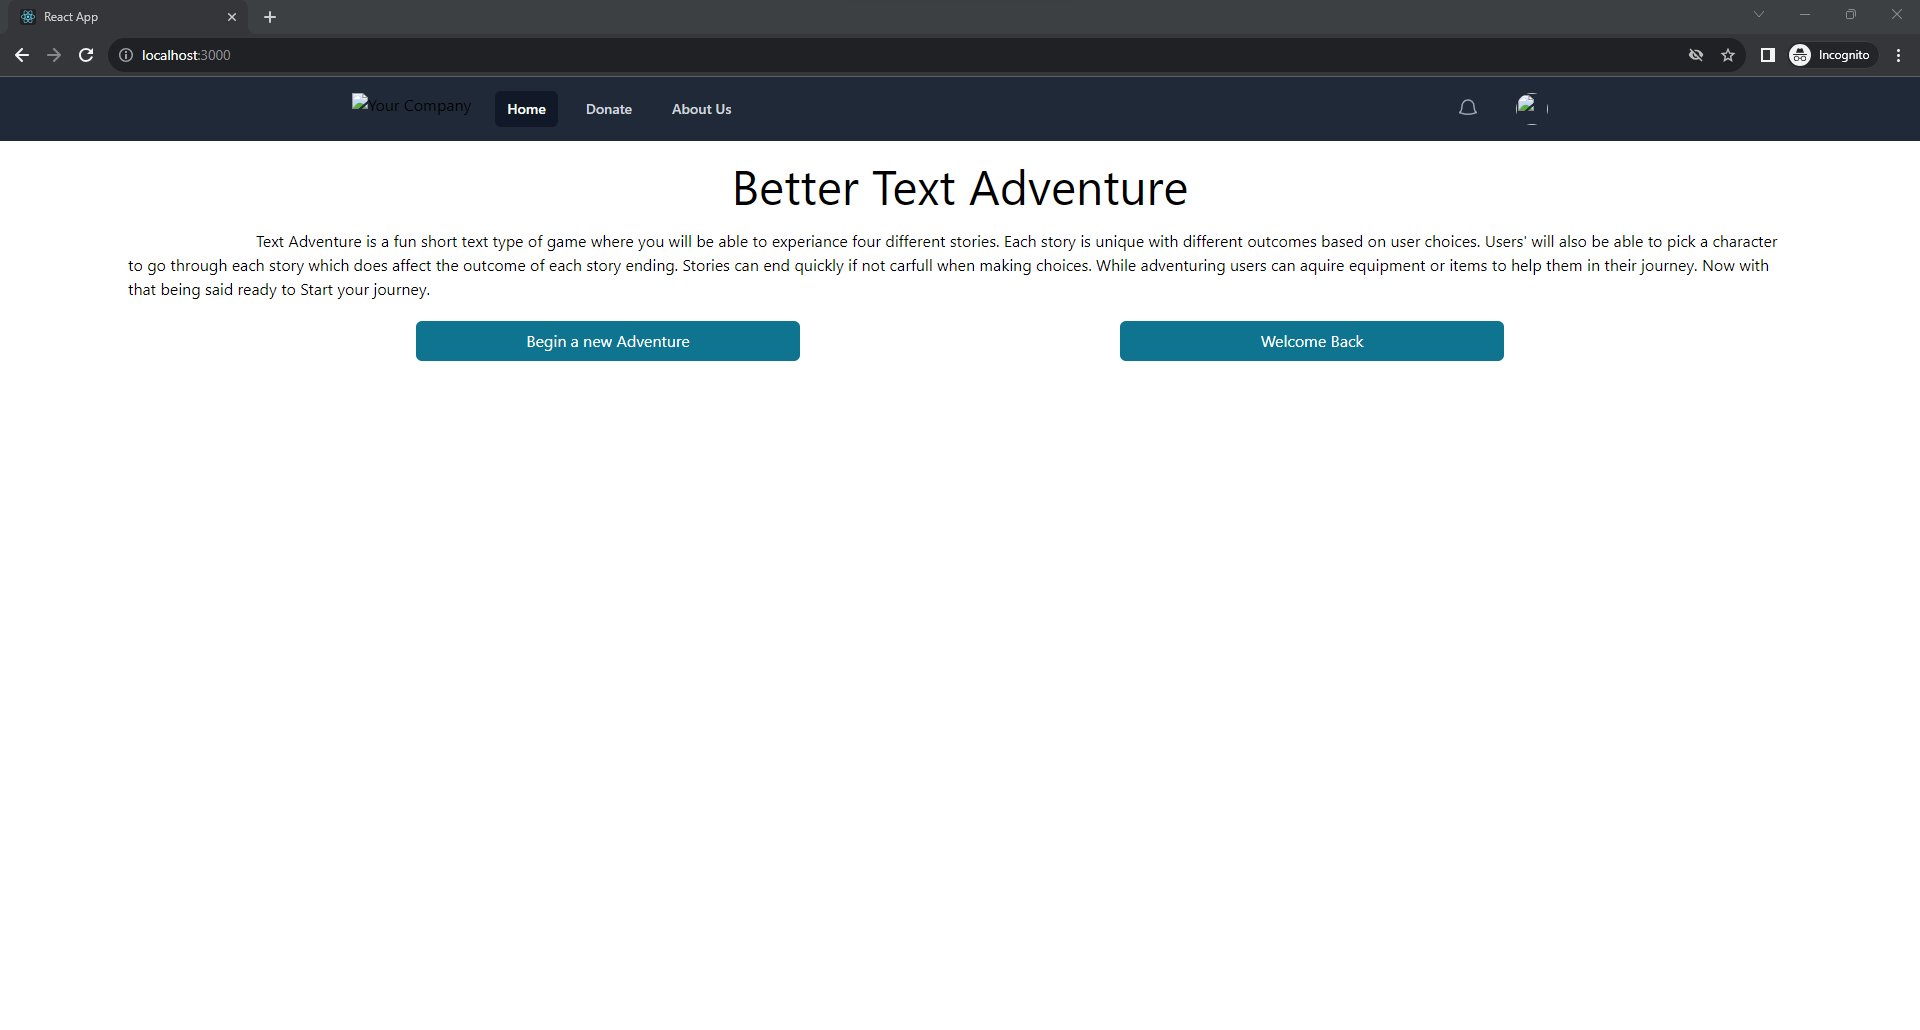 React App
localhost:3000
Incognito
Your Company
Home
Donate
About Us
Better Text Adventure
Text Adventure is a fun short text type of game where you will be able to experiance four different stories. Each story is unique with different outcomes based on user choices. Users' will also be able to pick a character
to go through each story which does affect the outcome of each story ending. Stories can end quickly if not carfull when making choices. While adventuring users can aquire equipment or items to help them in their journey. Now with
that being said ready to Start your journey.
Begin a new Adventure
Welcome Back